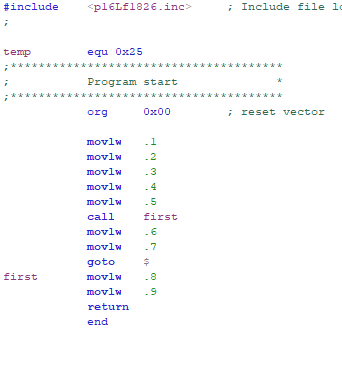 #include <p16Lf1826.inc> ; Include file lo
;
temp equ 0x25
;***************************************
; Program start *
;***************************************
org 0x00 ; reset vector
movlw .1
movlw .2
movlw .3
movlw .4
movlw .5
call first
movlw .6
movlw .7
goto $
first movlw .8
movlw .9
return
end